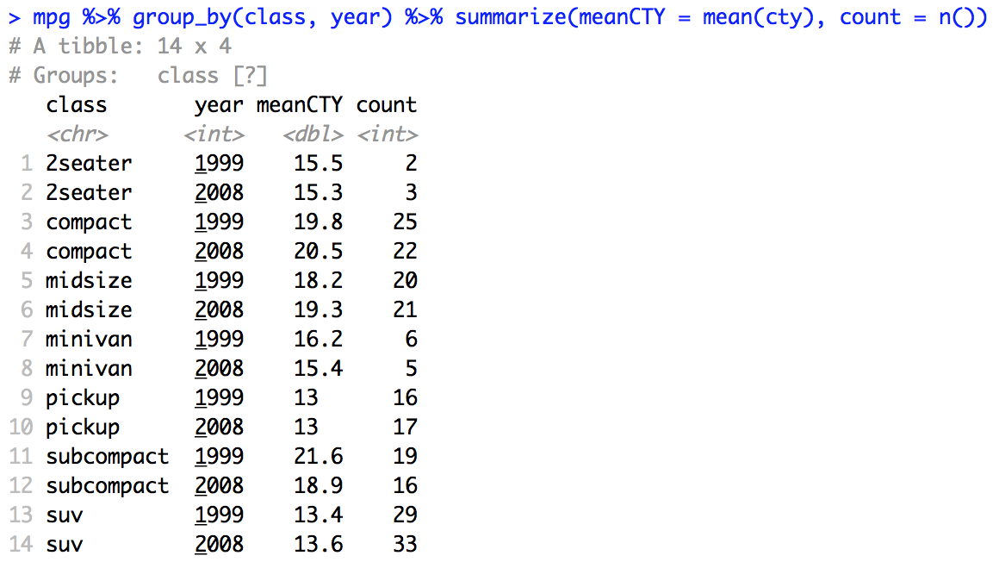 > mpg %>% group_by(class, year) %>% summarize(meanCTY = mean(cty), count = n())
# A tibble: 14 x 4
# Groups:   class [?]
   class       year meanCTY count
   <chr>      <int>   <dbl> <int>
 1 2seater     1999    15.5     2
 2 2seater     2008    15.3     3
 3 compact     1999    19.8    25
 4 compact     2008    20.5    22
 5 midsize     1999    18.2    20
 6 midsize     2008    19.3    21
 7 minivan     1999    16.2     6
 8 minivan     2008    15.4     5
 9 pickup      1999    13      16
10 pickup      2008    13      17
11 subcompact  1999    21.6    19
12 subcompact  2008    18.9    16
13 suv         1999    13.4    29
14 suv         2008    13.6    33